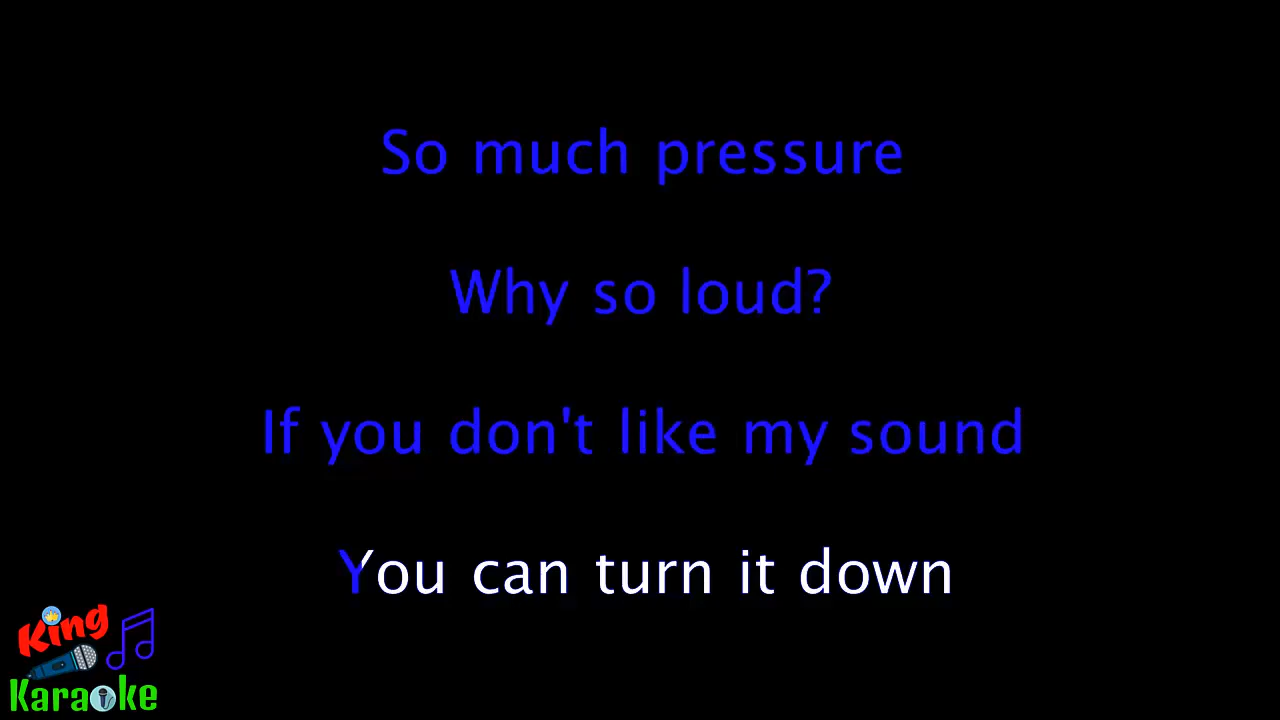 So much pressure
Why so loud?
If you don't like my sound
You can turn it down
King
Karaoke